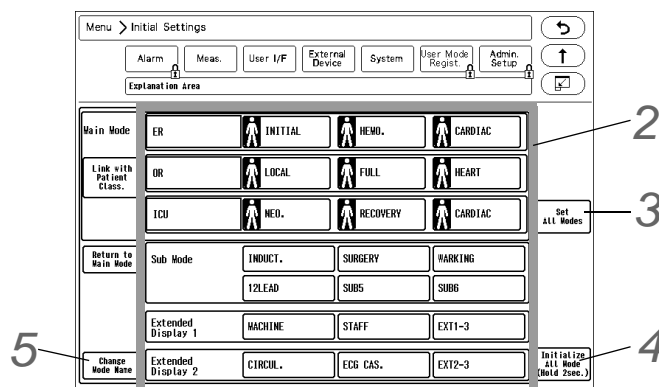 Menu > Initial Settings
Alarm
Meas.
User I/F
External
Device
System
User Mode
Regist.
Admin.
Setup
Explanation Area
Main Mode
ER
INITIAL
HEMO.
CARDIAC
2
Link with
Patient
Class.
OR
LOCAL
FULL
HEART
ICU
NEO.
RECOVERY
CARDIAC
Set
All Modes
3
Return to
Main Mode
Sub Mode
INDUCT.
SURGERY
WARKING
12LEAD
SUB5
SUB6
Extended
Display 1
MACHINE
STAFF
EXT1-3
5
Change
Mode Name
Extended
Display 2
CIRCUL.
ECG CAS.
EXT2-3
Initialize
All Mode
(Hold 2sec.)
4